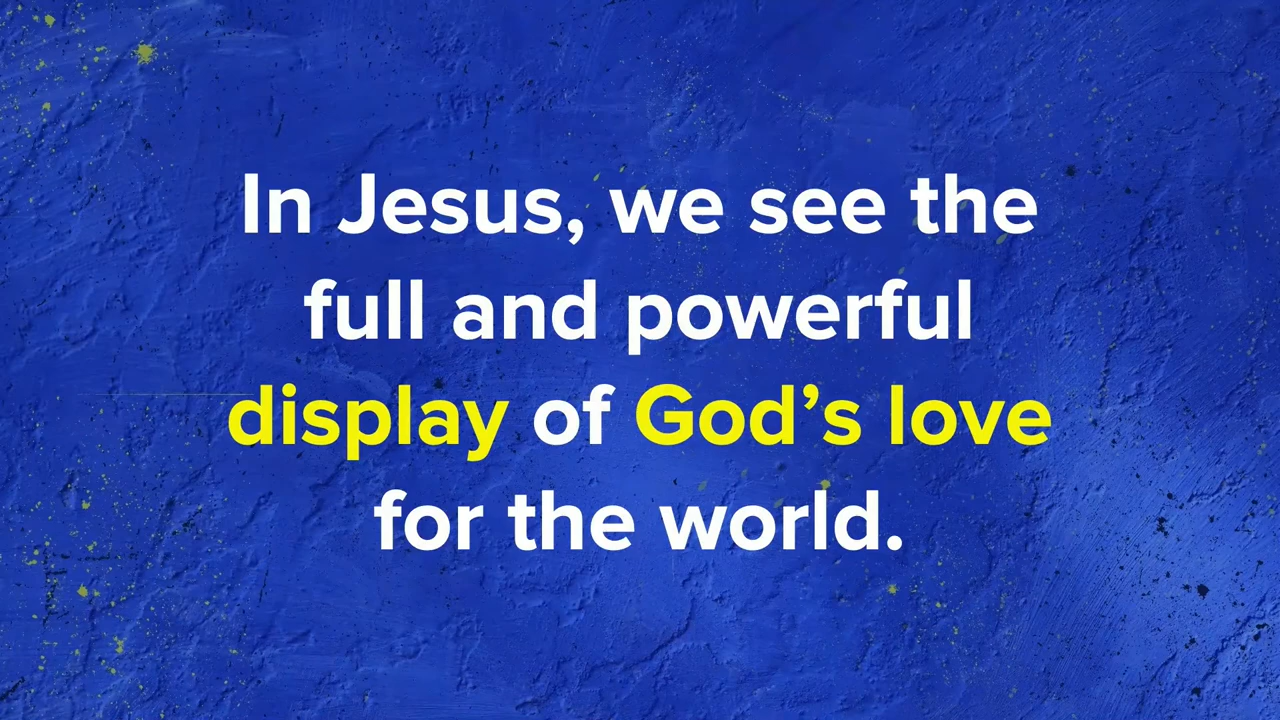 In Jesus, we see the
full and powerful
display of God’s love
for the world.